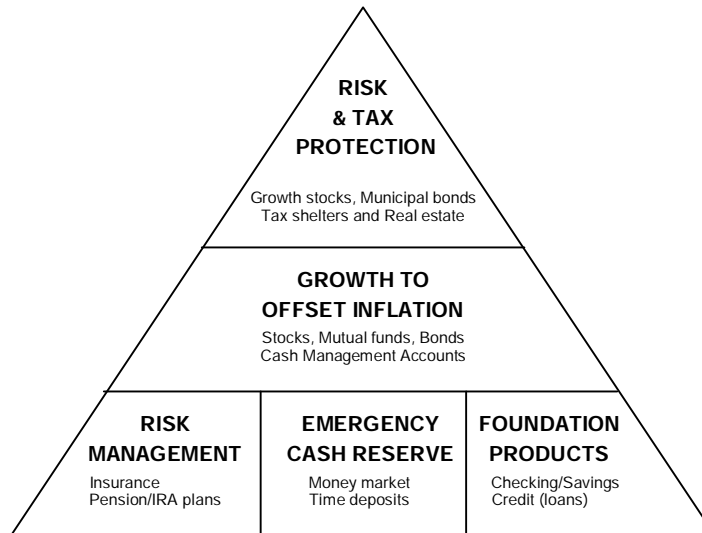 RISK
& TAX
PROTECTION
Growth stocks, Municipal bonds
Tax shelters and Real estate
GROWTH TO
OFFSET INFLATION
Stocks, Mutual funds, Bonds
Cash Management Accounts
RISK
MANAGEMENT
Insurance
Pension/IRA plans
EMERGENCY
CASH RESERVE
Money market
Time deposits
FOUNDATION
PRODUCTS
Checking/Savings
Credit (loans)